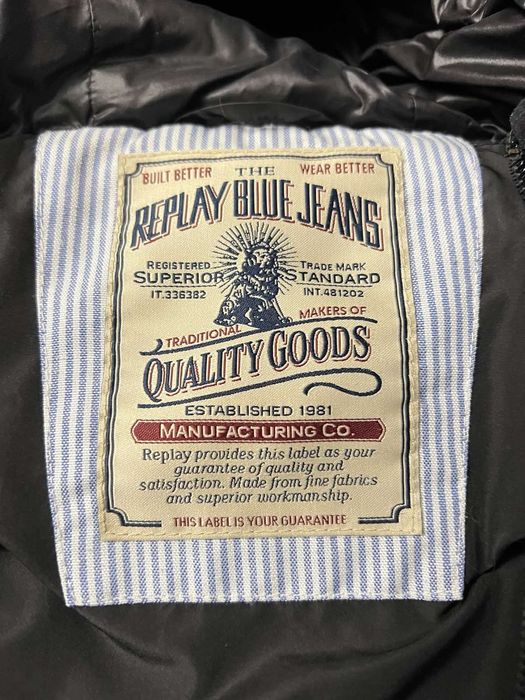 BUILT BETTER THE WEAR BETTER
REPLAY BLUE JEANS
REGISTERED TRADE MARK
SUPERIOR STANDARD
IT.336382 INT.481202
TRADITIONAL MAKERS OF
QUALITY GOODS
ESTABLISHED 1981
MANUFACTURING CO.
Replay provides this label as your
guarantee of quality and
satisfaction. Made from fine fabrics
and superior workmanship.
THIS LABEL IS YOUR GUARANTEE